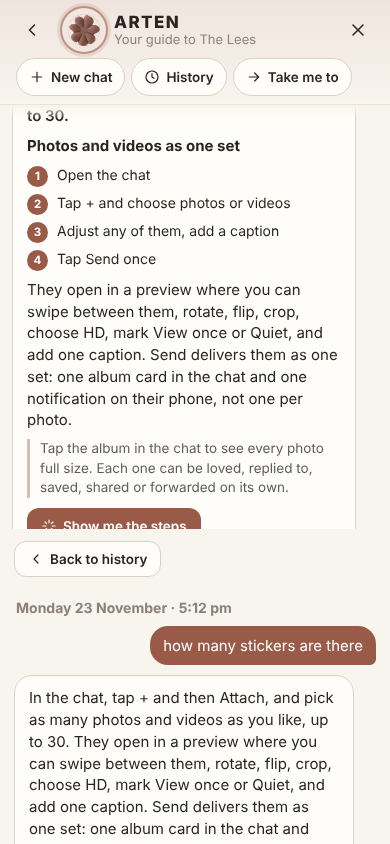 ARTEN
Your guide to The Lees
New chat
History
Take me to
to 30.
Photos and videos as one set
1 Open the chat
2 Tap + and choose photos or videos
3 Adjust any of them, add a caption
4 Tap Send once
They open in a preview where you can
swipe between them, rotate, flip, crop,
choose HD, mark View once or Quiet, and
add one caption. Send delivers them as one
set: one album card in the chat and one
notification on their phone, not one per
photo.
Tap the album in the chat to see every photo
full size. Each one can be loved, replied to,
saved, shared or forwarded on its own.
Show me the steps
Back to history
Monday 23 November · 5:12 pm
how many stickers are there
In the chat, tap + and then Attach, and pick
as many photos and videos as you like, up
to 30. They open in a preview where you
can swipe between them, rotate, flip, crop,
choose HD, mark View once or Quiet, and
add one caption. Send delivers them as
one set: one album card in the chat and